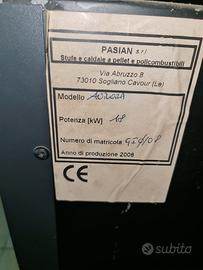 PASIAN s.r.l
Stufe e caldaie a pellet e policombustibili
Via Abruzzo 8
73010 Sogliano Cavour (Le)
Modello
Potenza [kW] 18
Numero di matricola
Anno di produzione 2008
CE
subito